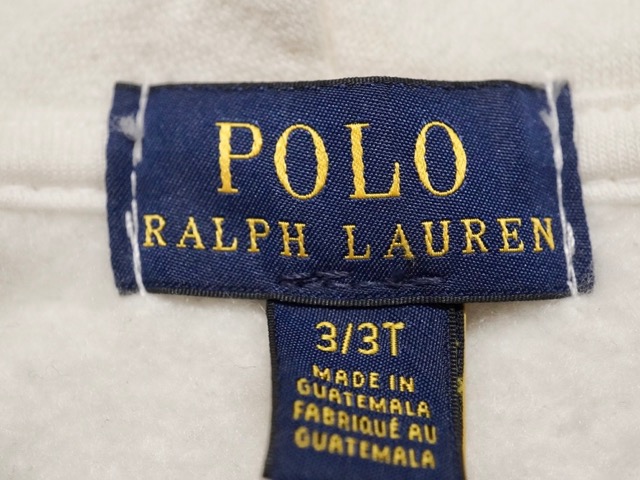 POLO
RALPH LAUREN
3/3T
MADE IN
GUATEMALA
FABRIQUÉ AU
GUATEMALA